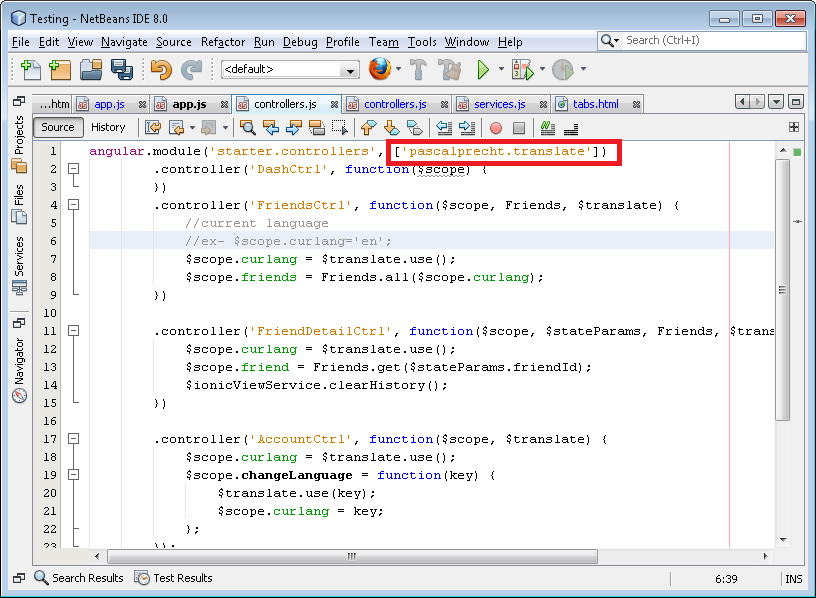 Testing - NetBeans IDE 8.0
File Edit View Navigate Source Refactor Run Debug Profile Team Tools Window Help
Search (Ctrl+I)
<default>
...htm app.js app.js controllers.js controllers.js services.js tabs.html
Source History
Projects
Files
Services
Navigator
1 angular.module('starter.controllers', ['pascalprecht.translate'])
2 .controller('DashCtrl', function($scope) {
3 })
4 .controller('FriendsCtrl', function($scope, Friends, $translate) {
5 //current language
6 //ex- $scope.curlang='en';
7 $scope.curlang = $translate.use();
8 $scope.friends = Friends.all($scope.curlang);
9 })
10
11 .controller('FriendDetailCtrl', function($scope, $stateParams, Friends, $trans
12 $scope.curlang = $translate.use();
13 $scope.friend = Friends.get($stateParams.friendId);
14 $ionicViewService.clearHistory();
15 })
16
17 .controller('AccountCtrl', function($scope, $translate) {
18 $scope.curlang = $translate.use();
19 $scope.changeLanguage = function(key) {
20 $translate.use(key);
21 $scope.curlang = key;
22 };
23 });
Search Results Test Results
6:39 INS